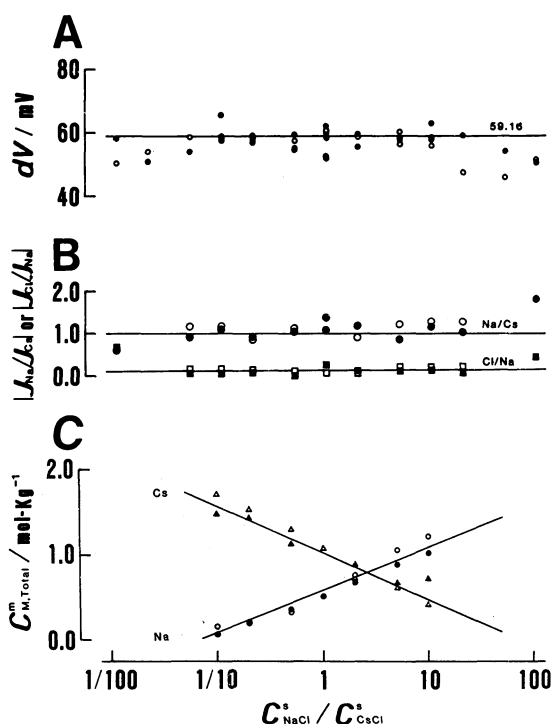 A
80
60
40
dV / mV
59.16
B
2.0
1.0
0.0
|J_Na/J_Cs| or |J_Cl/J_Na|
Na/Cs
Cl/Na
C
2.0
1.0
0.0
C^m_M,Total / mol·Kg^-1
Cs
Na
1/100 1/10 1 10 100
C^s_NaCl / C^s_CsCl